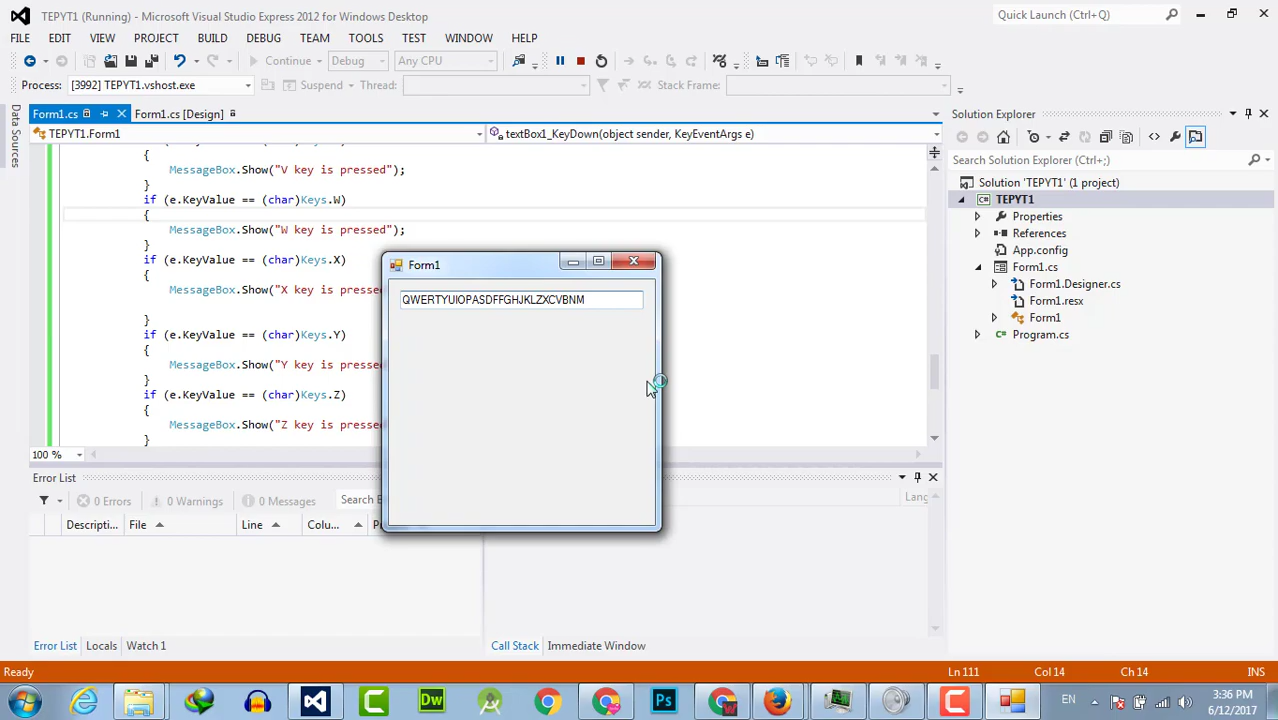 TEPYT1 (Running) - Microsoft Visual Studio Express 2012 for Windows Desktop
Quick Launch (Ctrl+Q)
FILE EDIT VIEW PROJECT BUILD DEBUG TEAM TOOLS TEST WINDOW HELP
Continue Debug Any CPU
Process: [3992] TEPYT1.vshost.exe Suspend Thread: Stack Frame:
Data Sources
Form1.cs Form1.cs [Design]
TEPYT1.Form1 textBox1_KeyDown(object sender, KeyEventArgs e)
{
MessageBox.Show("V key is pressed");
}
if (e.KeyValue == (char)Keys.W)
{
MessageBox.Show("W key is pressed");
}
if (e.KeyValue == (char)Keys.X)
{
MessageBox.Show("X key is
}
if (e.KeyValue == (char)Keys.Y)
{
MessageBox.Show("Y key is presse
}
if (e.KeyValue == (char)Keys.Z)
{
MessageBox.Show("Z key is presse
}
100 %
Form1
QWERTYUIOPASDFFGHJKLZXCVBNM
Solution Explorer
Search Solution Explorer (Ctrl+;)
Solution 'TEPYT1' (1 project)
TEPYT1
Properties
References
App.config
Form1.cs
Form1.Designer.cs
Form1.resx
Form1
Program.cs
Error List
0 Errors 0 Warnings 0 Messages Search
Lang
Descripti... File Line Colu...
Error List Locals Watch 1
Call Stack Immediate Window
Ready Ln 111 Col 14 Ch 14 INS
Dw Ps EN
3:36 PM
6/12/2017